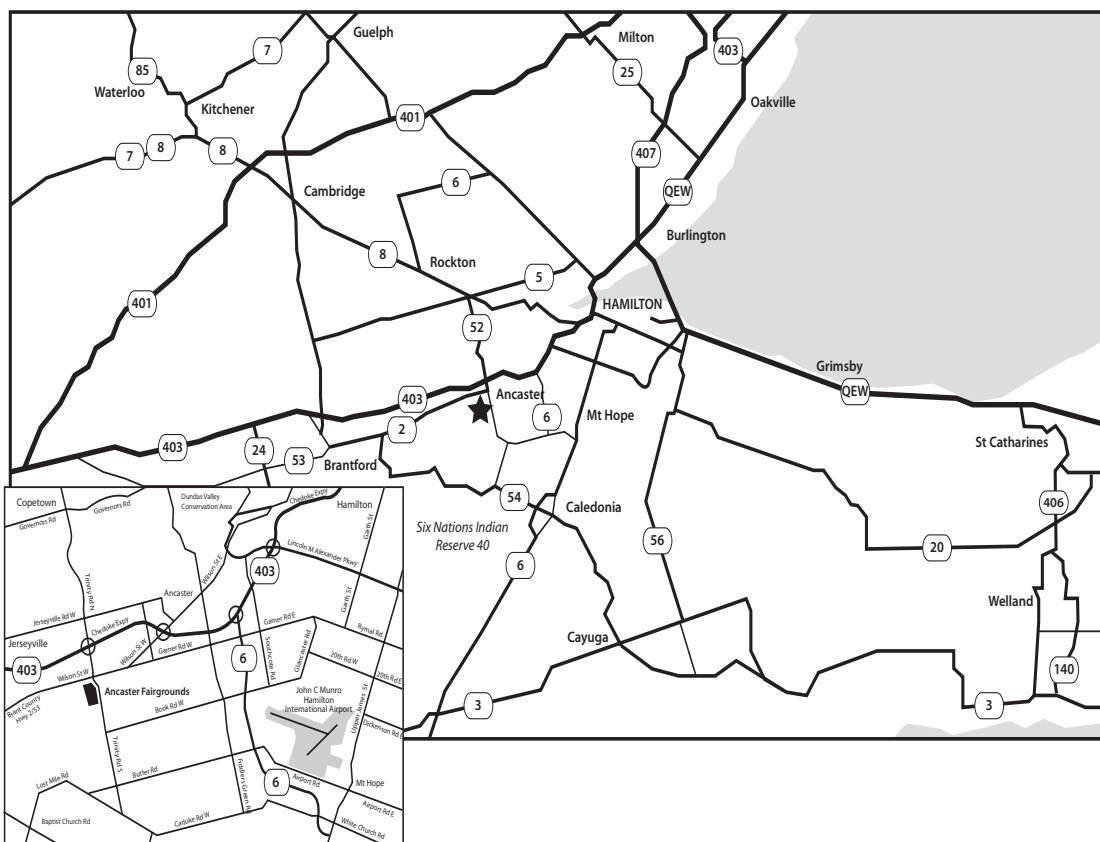 Guelph
Milton
7
403
85
25
Waterloo
Oakville
Kitchener
401
7
8
8
407
6
QEW
Cambridge
Burlington
8
Rockton
5
401
HAMILTON
52
Grimsby
QEW
403
Ancaster
6
Mt Hope
2
403
24
53
Brantford
St Catharines
54
Caledonia
406
Six Nations Indian
Reserve 40
56
20
6
Welland
Cayuga
140
3
3
Copetown
Governors Rd
Governors Rd
Dundas Valley
Conservation Area
Chedoke Expy
Hamilton
Garth St
Lincoln M Alexander Pkwy
Wilson St E
403
Trinity Rd N
Ancaster
Garth St
Jerseyville Rd W
Chedoke Expy
Garner Rd E
Rymal Rd
Jerseyville
Wilson St W
Garner Rd W
Southcote Rd
Glancaster Rd
403
Wilson St W
6
20th Rd W
20th Rd E
Ancaster Fairgrounds
Brant County
Hwy 2/53
Book Rd W
John C Munro
Hamilton
International Airport
Upper James St
Dickenson Rd E
Trinity Rd S
Fiddlers Green Rd
Butter Rd
Lost Mile Rd
6
Airport Rd
Mt Hope
Airport Rd E
Baptist Church Rd
Carluke Rd W
White Church Rd